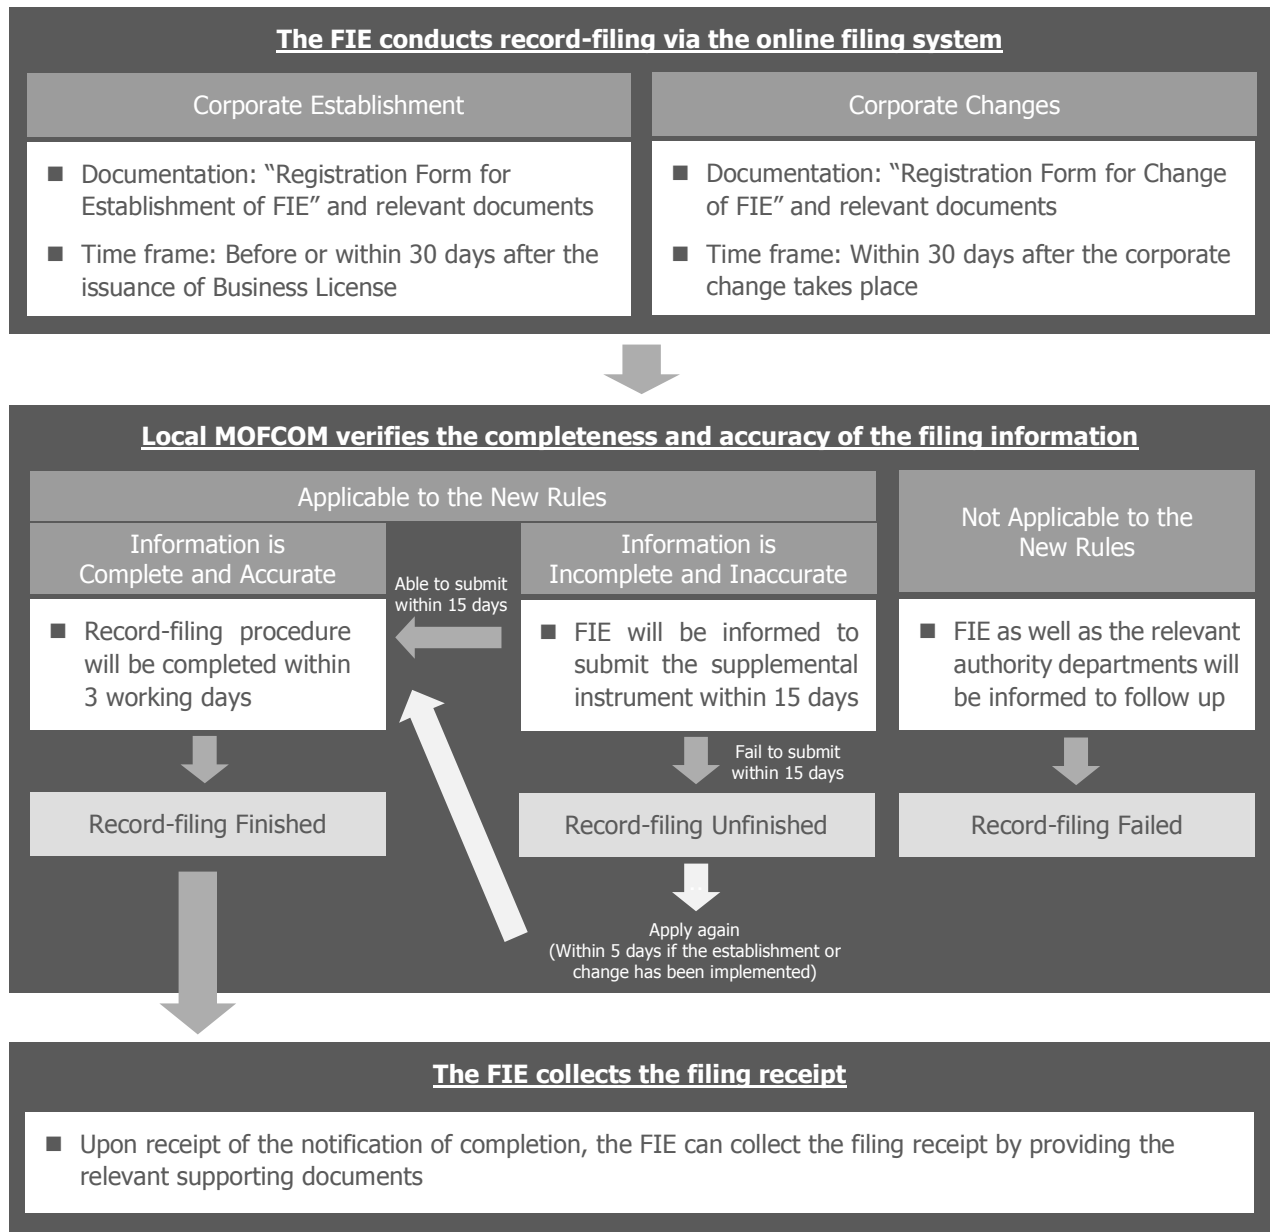 The FIE conducts record-filing via the online filing system
Corporate Establishment
■ Documentation: “Registration Form for
Establishment of FIE” and relevant documents
■ Time frame: Before or within 30 days after the
issuance of Business License
Corporate Changes
■ Documentation: “Registration Form for Change
of FIE” and relevant documents
■ Time frame: Within 30 days after the corporate
change takes place
Local MOFCOM verifies the completeness and accuracy of the filing information
Applicable to the New Rules
Information is
Complete and Accurate
■ Record-filing procedure
will be completed within
3 working days
Record-filing Finished
Able to submit
within 15 days
Information is
Incomplete and Inaccurate
■ FIE will be informed to
submit the supplemental
instrument within 15 days
Fail to submit
within 15 days
Record-filing Unfinished
Apply again
(Within 5 days if the establishment or
change has been implemented)
Not Applicable to the
New Rules
■ FIE as well as the relevant
authority departments will
be informed to follow up
Record-filing Failed
The FIE collects the filing receipt
■ Upon receipt of the notification of completion, the FIE can collect the filing receipt by providing the
relevant supporting documents